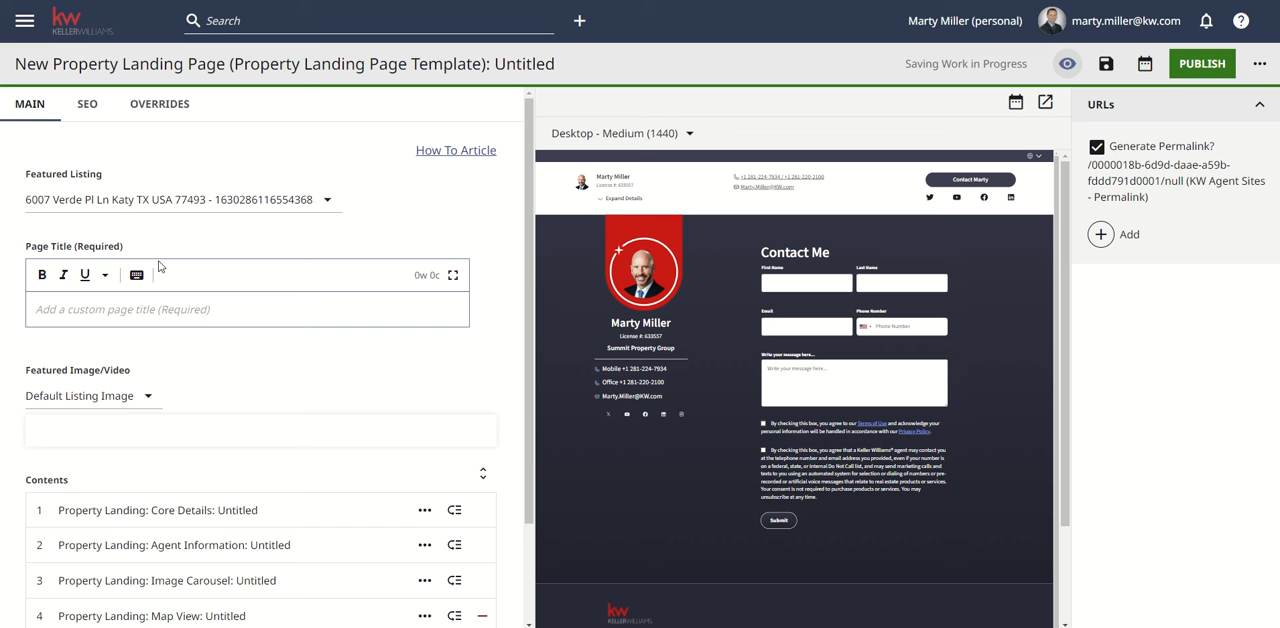 kw
KELLERWILLIAMS.
Search
Marty Miller (personal)
marty.miller@kw.com
New Property Landing Page (Property Landing Page Template): Untitled
Saving Work in Progress
PUBLISH
MAIN
SEO
OVERRIDES
How To Article
Featured Listing
6007 Verde Pl Ln Katy TX USA 77493 - 16302861165543​68
Page Title (Required)
B I U
0w 0c
Add a custom page title (Required)
Featured Image/Video
Default Listing Image
Contents
1 Property Landing: Core Details: Untitled
2 Property Landing: Agent Information: Untitled
3 Property Landing: Image Carousel: Untitled
4 Property Landing: Map View: Untitled
Desktop - Medium (1440)
Marty Miller
License #: 633557
Expand Details
+1 281-224-7934 / +1 281-220-2100
Marty.Miller@KW.com
Contact Marty
Marty Miller
License #: 633557
Summit Property Group
Mobile +1 281-224-7934
Office +1 281-220-2100
Marty.Miller@KW.com
Contact Me
First Name
Last Name
Email
Phone Number
Phone Number
Write your message here...
Write your message here...
By checking this box, you agree to our Terms of Use and acknowledge your
personal information will be handled in accordance with our Privacy Policy.
By checking this box, you agree that a Keller Williams® agent may contact you
at the telephone number and email address you provided, even if your number is
on a federal, state, or internal Do Not Call list, and may send marketing calls and
texts to you using an automated system for selection or dialing of numbers or pre-
recorded or artificial voice messages that relate to real estate products or services.
Your consent is not required to purchase products or services. You may
unsubscribe at any time.
Submit
kw
KELLERWILLIAMS.
URLs
Generate Permalink?
/0000018b-6d9d-daae-a59b-
fddd791d0001/null (KW Agent Sites
- Permalink)
Add